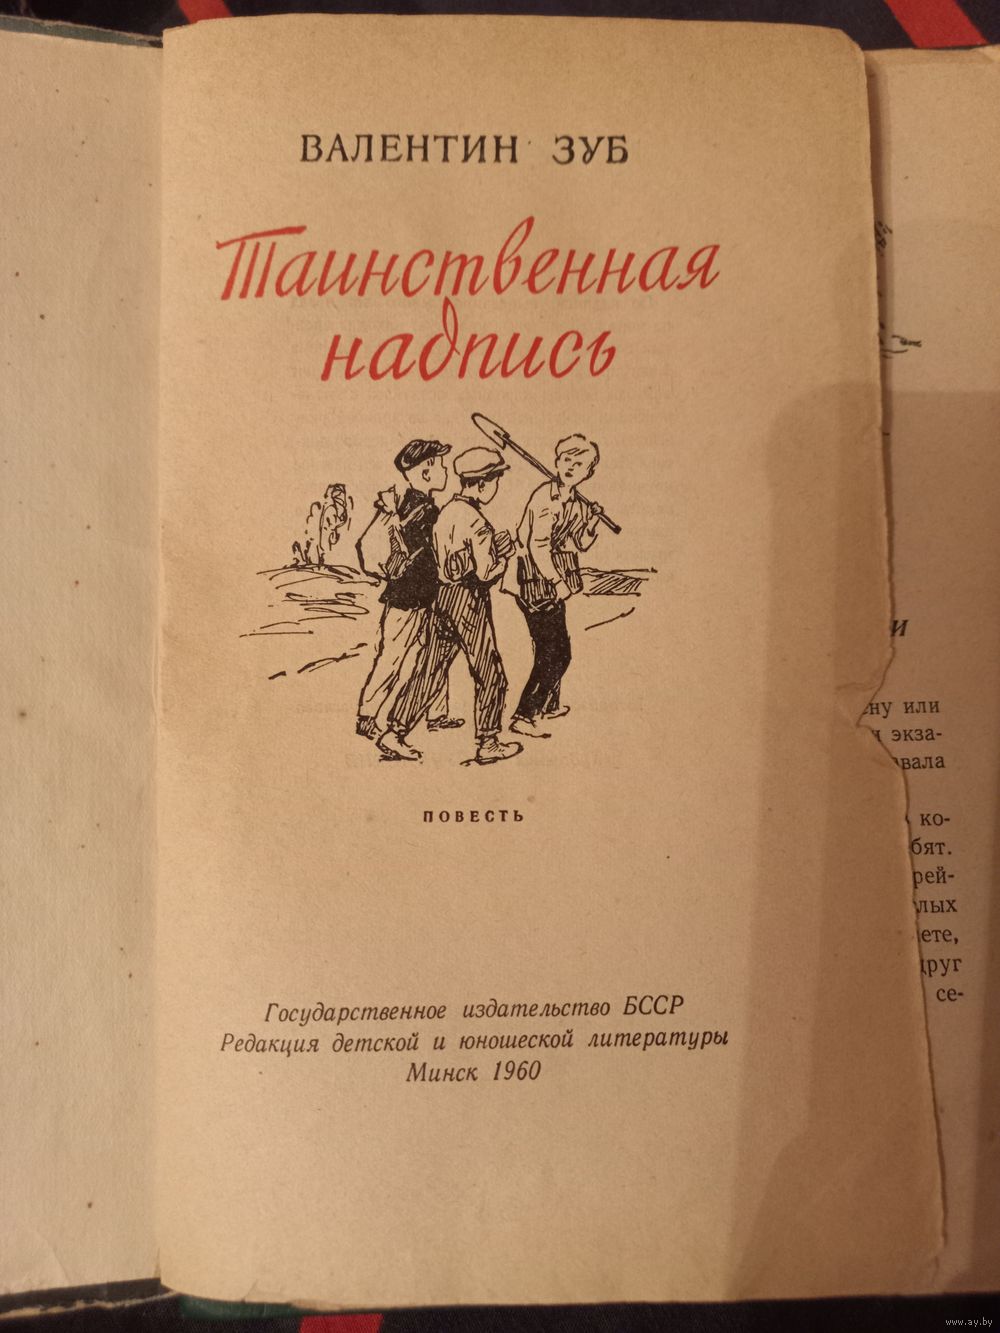 ВАЛЕНТИН ЗУБ
Таинственная
надпись
ПОВЕСТЬ
Государственное издательство БССР
Редакция детской и юношеской литературы
Минск 1960
И
ну или
экза-
вала
ко-
бят.
рей-
лых
ете,
друг
се-
www.ay.by